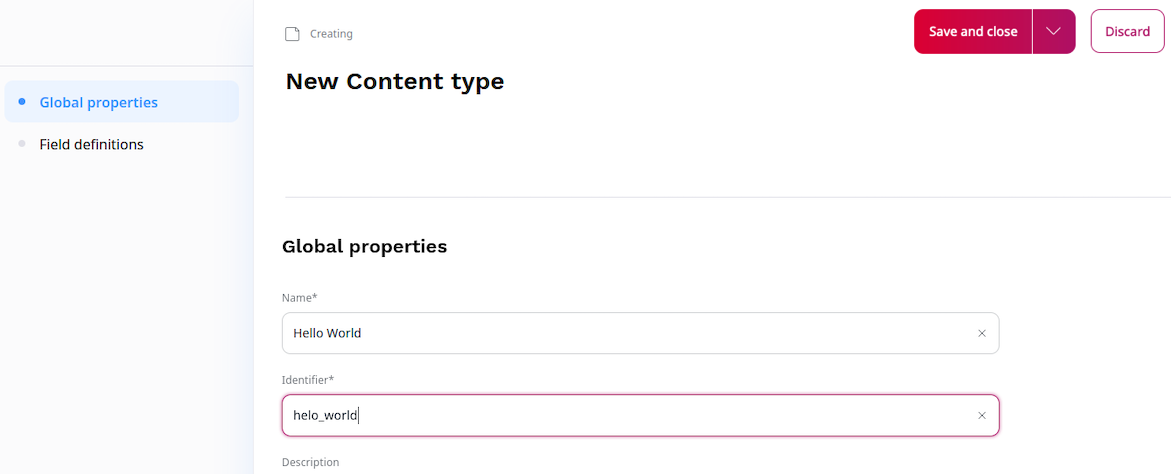 Creating
Save and close
Discard
New Content type
Global properties
Field definitions
Global properties
Name*
Hello World
Identifier*
helo_world
Description